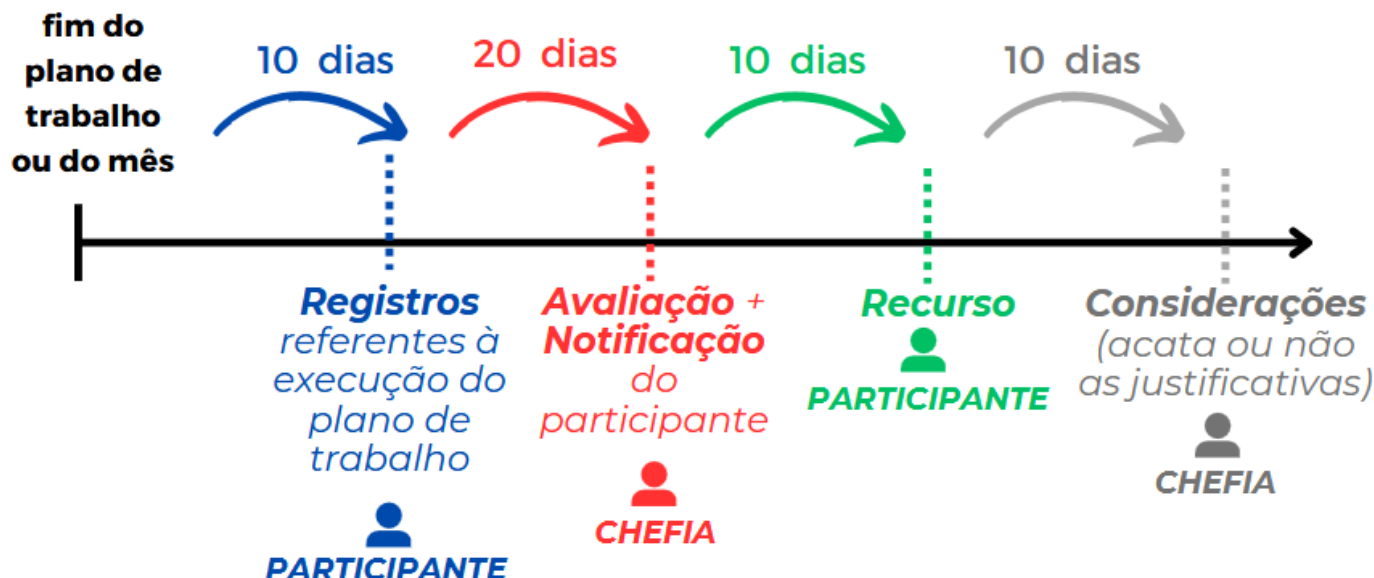 fim do
plano de
trabalho
ou do mês
10 dias
20 dias
10 dias
10 dias
Registros
referentes à
execução do
plano de
trabalho
PARTICIPANTE
Avaliação +
Notificação
do
participante
CHEFIA
Recurso
PARTICIPANTE
Considerações
(acata ou não
as justificativas)
CHEFIA